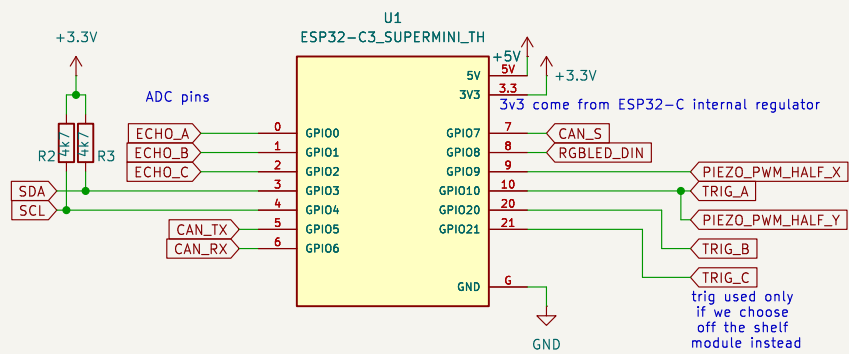 U1
ESP32-C3_SUPERMINI_TH
+3.3V
+5V
5V
5V
+3.3V
3.3
3V3
3v3 come from ESP32-C internal regulator
ADC pins
R2
4k7
4k7
R3
ECHO_A
0
GPIO0
ECHO_B
1
GPIO1
ECHO_C
2
GPIO2
SDA
3
GPIO3
SCL
4
GPIO4
CAN_TX
5
GPIO5
CAN_RX
6
GPIO6
GPIO7
7
CAN_S
GPIO8
8
RGBLED_DIN
GPIO9
9
PIEZO_PWM_HALF_X
GPIO10
10
TRIG_A
PIEZO_PWM_HALF_Y
GPIO20
20
TRIG_B
GPIO21
21
TRIG_C
GND
G
GND
trig used only
if we choose
off the shelf
module instead